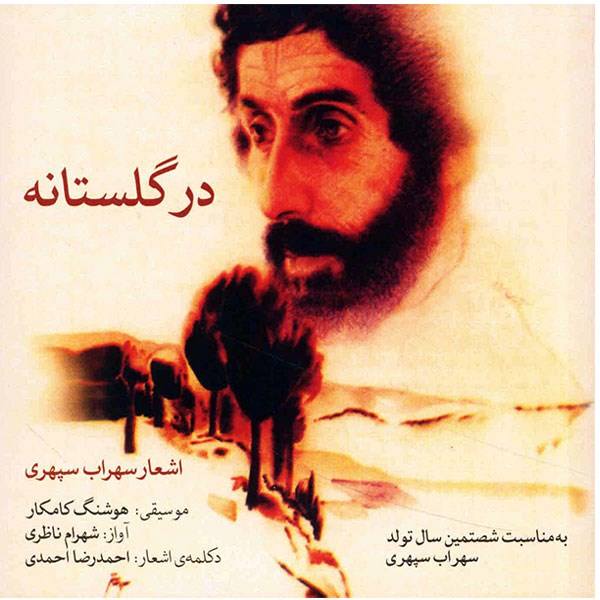 در گلستانه
اشعار سهراب سپهری
موسیقی: هوشنگ کامکار
آواز: شهرام ناظری
دکلمه‌ی اشعار: احمدرضا احمدی
به مناسبت شصتمین سال تولد
سهراب سپهری